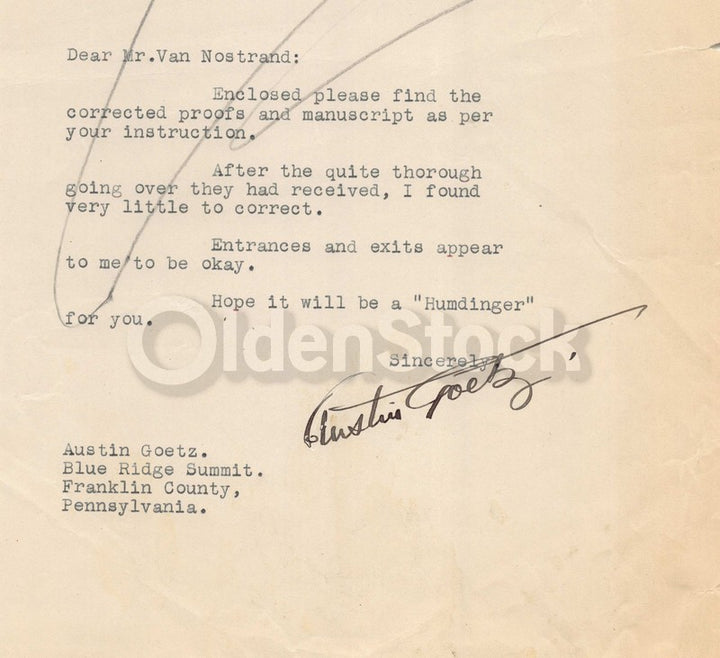 Dear Mr.Van Nostrand:
Enclosed please find the
corrected proofs and manuscript as per
your instruction.
After the quite thorough
going over they had received, I found
very little to correct.
Entrances and exits appear
to me to be okay.
Hope it will be a "Humdinger"
for you.
OldenStock
Sincerely
Austin Goetz
Austin Goetz.
Blue Ridge Summit.
Franklin County,
Pennsylvania.